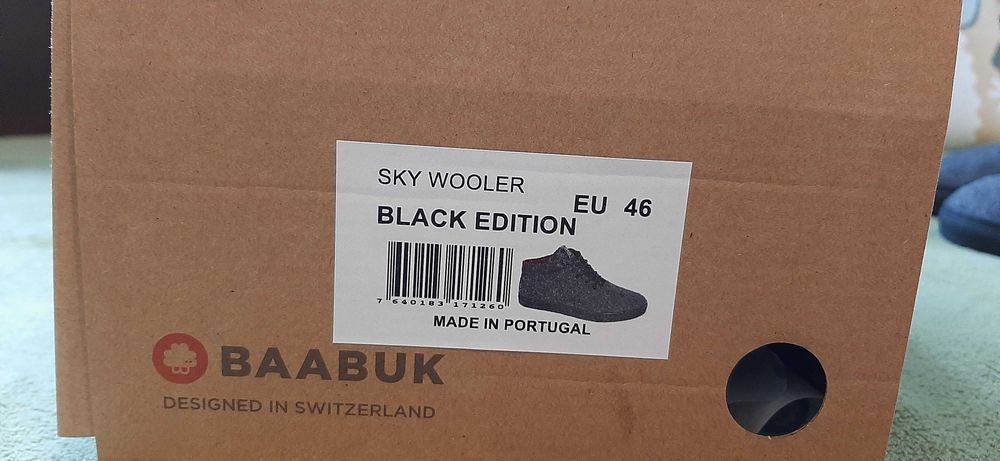 SKY WOOLER
EU 46
BLACK EDITION
7 640183 171260
MADE IN PORTUGAL
BAABUK
DESIGNED IN SWITZERLAND